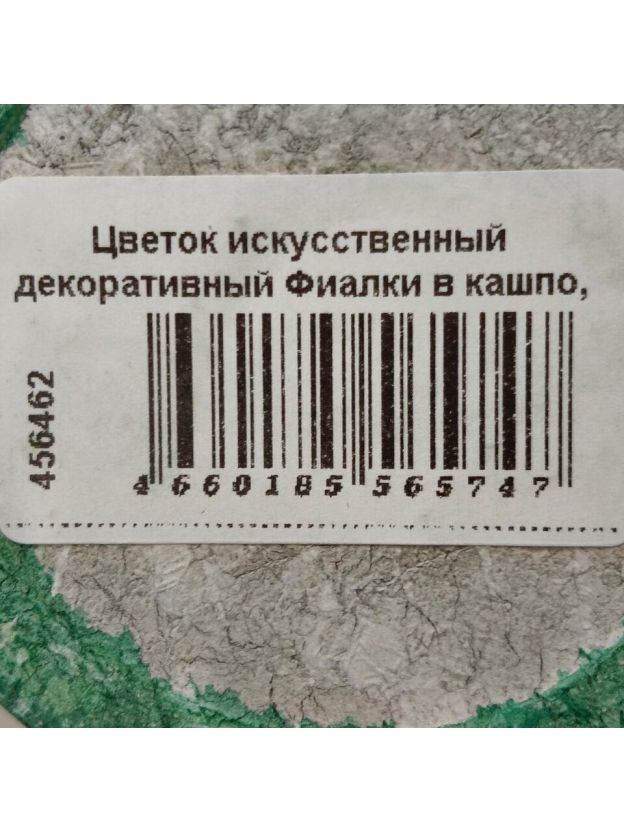 Цветок искусственный
декоративный Фиалки в кашпо,
456462
4 660185 565747